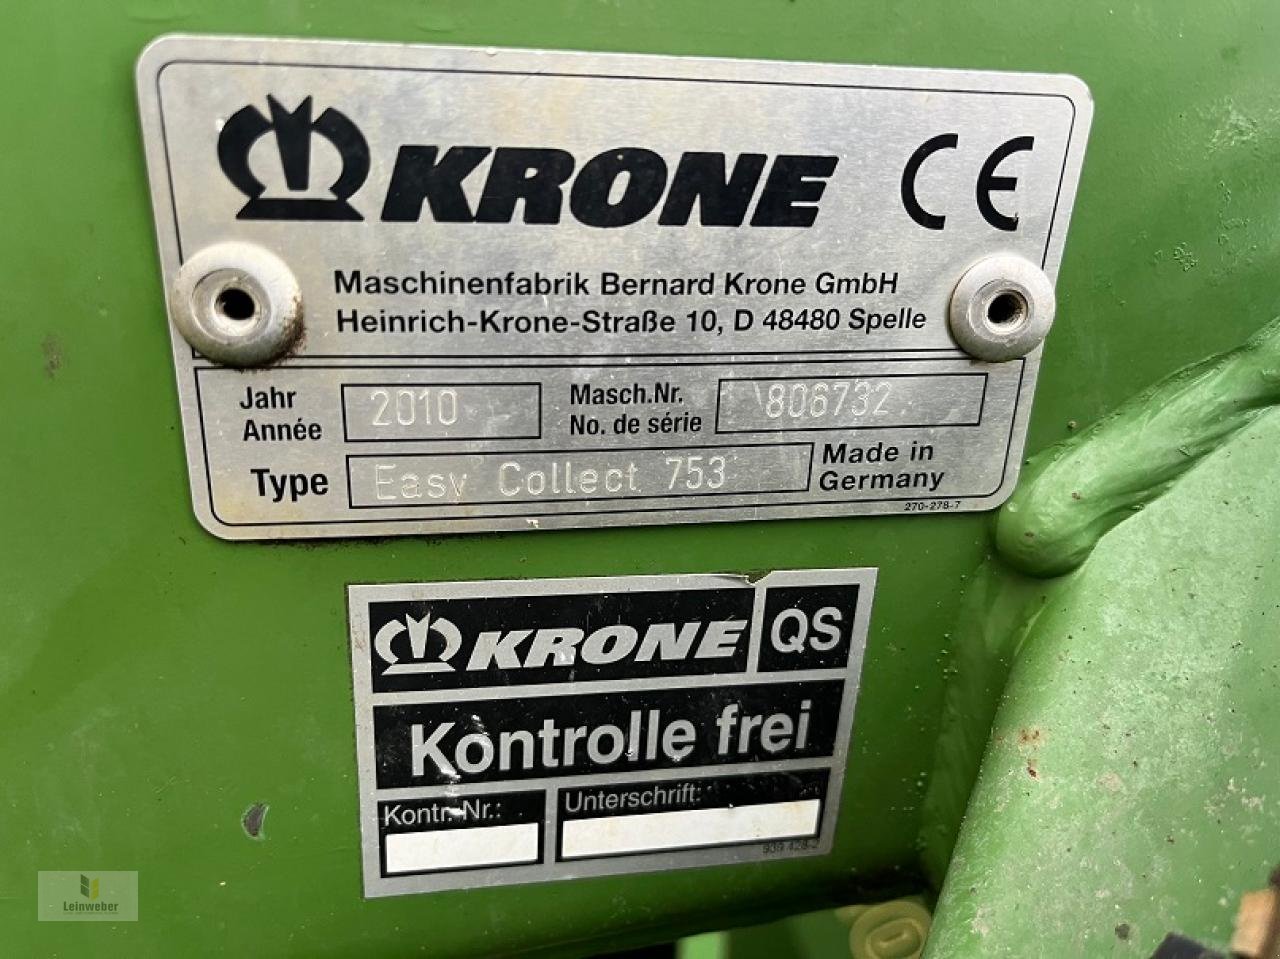 KRONE CE
Maschinenfabrik Bernard Krone GmbH
Heinrich-Krone-Straße 10, D 48480 Spelle
Jahr
Année
2010
Masch.Nr.
No. de série
806732
Type
Easy Collect 753
Made in
Germany
270-278-7
KRONE QS
Kontrolle frei
Kontr.-Nr.:
Unterschrift:
939 428-2
Leinweber